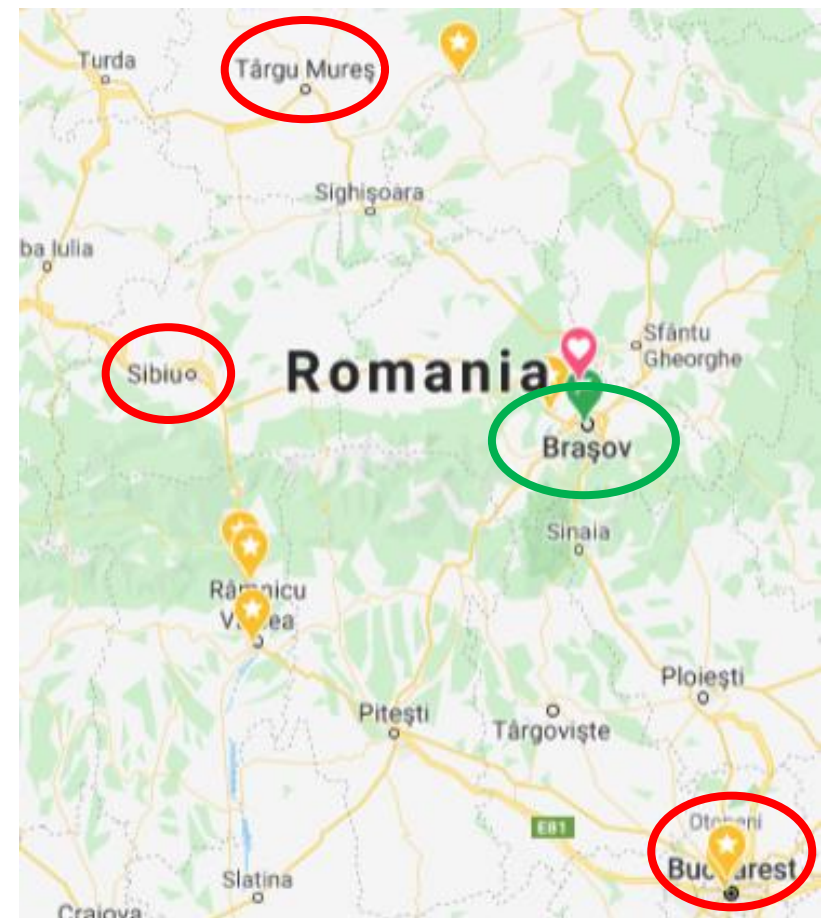 Turda
Târgu Mureş
Sighişoara
ba Iulia
Sfântu
Gheorghe
Sibiu
Romania
Braşov
Sinaia
Râmnicu
Ploieşti
Piteşti
Târgovişte
E81
Otopeni
Bucharest
Slatina
Craiova